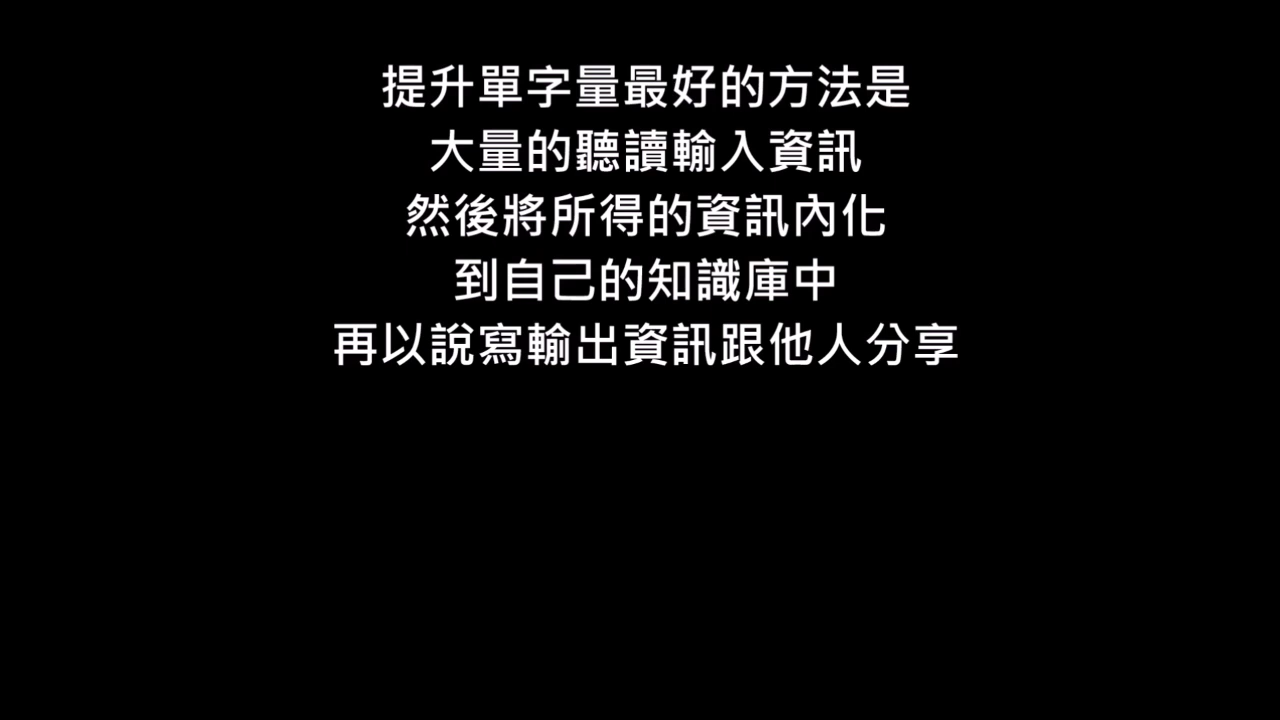 提升單字量最好的方法是
大量的聽讀輸入資訊
然後將所得的資訊內化
到自己的知識庫中
再以說寫輸出資訊跟他人分享